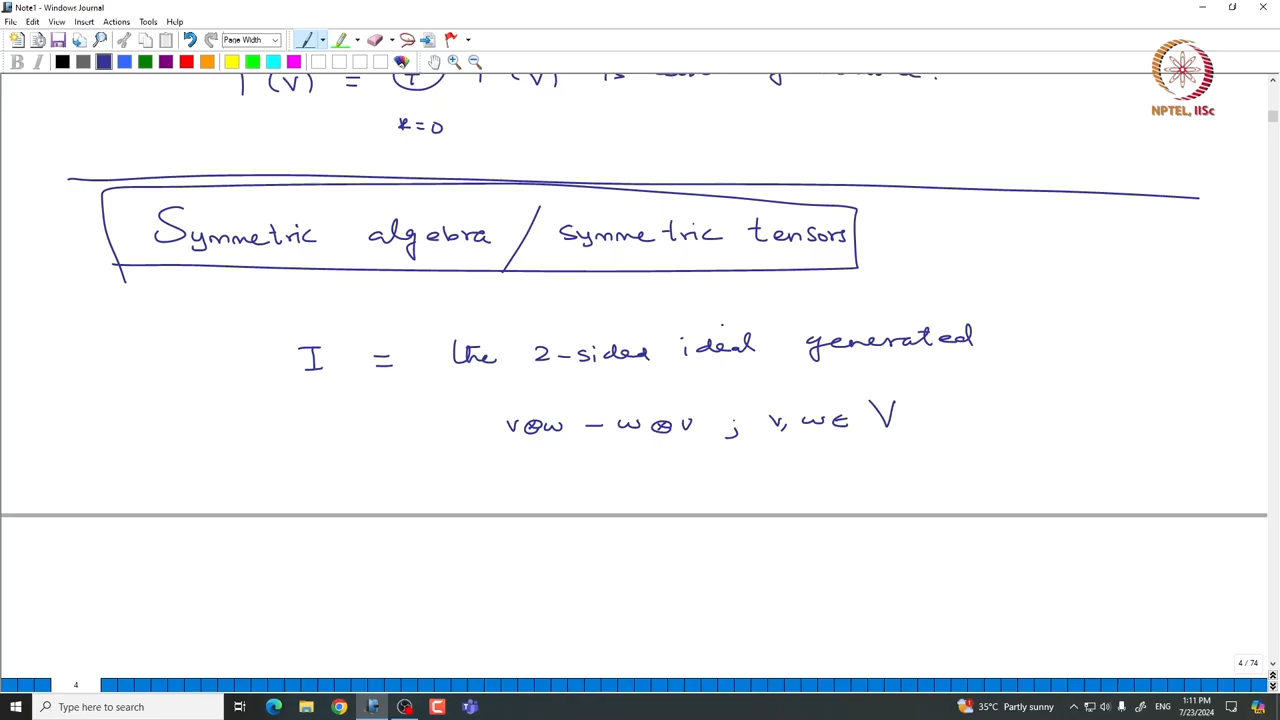 Note1 - Windows Journal
File Edit View Insert Actions Tools Help
Page Width
B I
NPTEL, IISc
T(V) = (V) is
k=0
Symmetric algebra / symmetric tensors
I = the 2-sided ideal generated
v⊗w - w⊗v ; v, w ∈ V
4 / 74
4
Type here to search
35°C Partly sunny
ENG
1:11 PM
7/23/2024